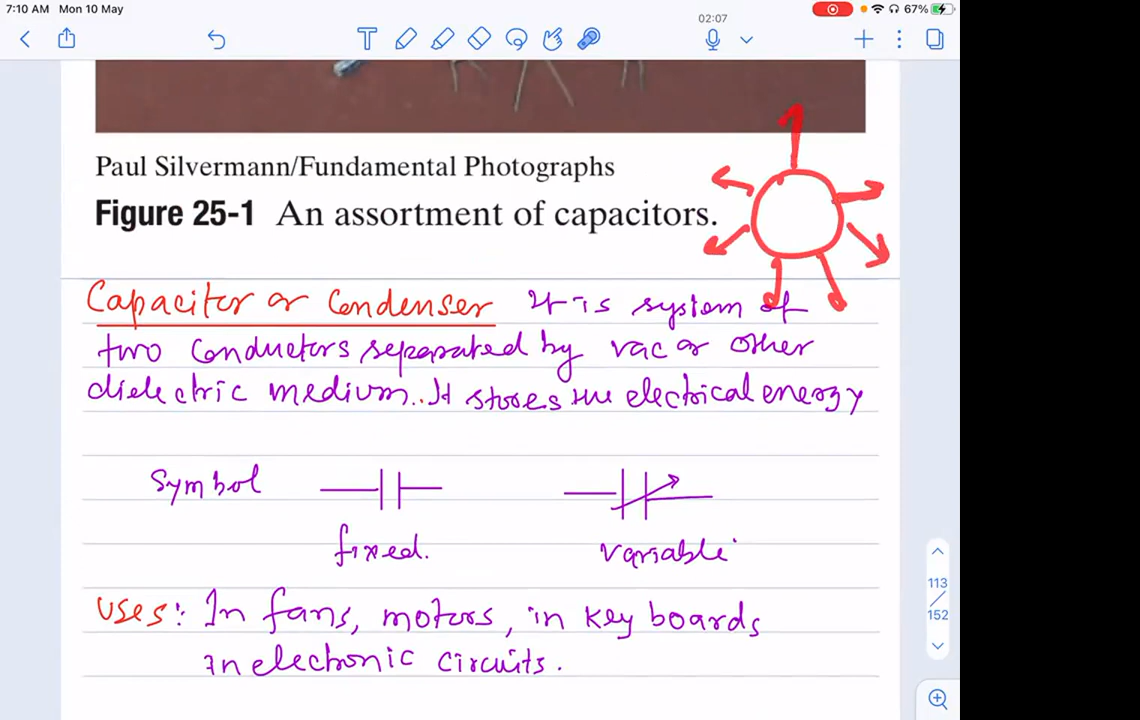 7:10 AM Mon 10 May
67%
02:07
T
Paul Silvermann/Fundamental Photographs
Figure 25-1 An assortment of capacitors.
Capacitor or Condenser It is system of
two conductors separated by vac or other
dielectric medium.. It stores the electrical energy
Symbol
fixed.
variable
Uses: In fans, motors, in key boards
In electronic circuits.
113
152